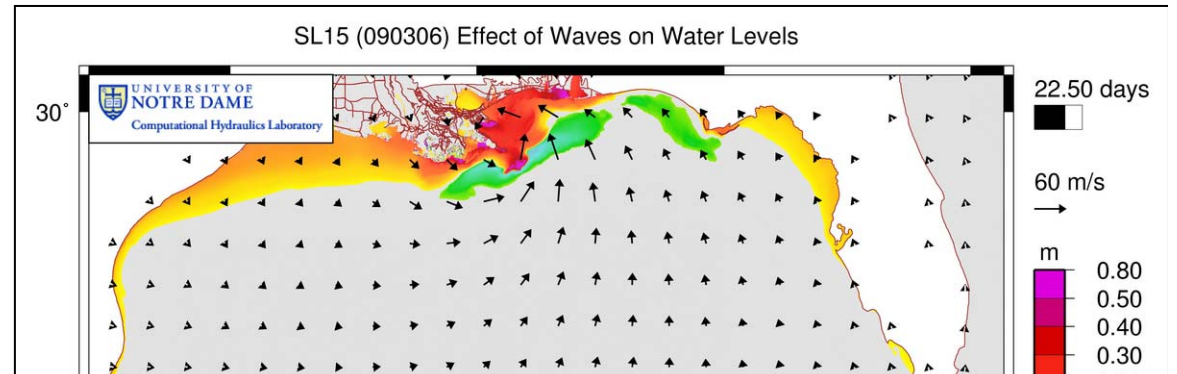 SL15 (090306) Effect of Waves on Water Levels
UNIVERSITY OF
NOTRE DAME
Computational Hydraulics Laboratory
30°
22.50 days
60 m/s
m
0.80
0.50
0.40
0.30